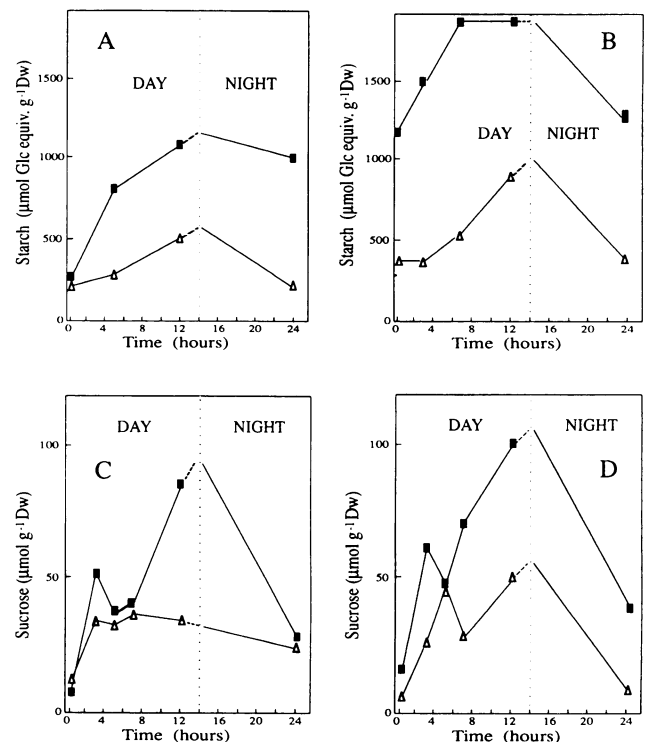 A
DAY NIGHT
1500
1000
500
0
Starch (μmol Glc equiv. g⁻¹Dw)
0 4 8 12 16 20 24
Time (hours)
B
DAY NIGHT
1500
1000
500
0
Starch (μmol Glc equiv. g⁻¹Dw)
0 4 8 12 16 20 24
Time (hours)
DAY NIGHT
C
100
50
0
Sucrose (μmol g⁻¹Dw)
0 4 8 12 16 20 24
Time (hours)
DAY NIGHT
D
100
50
0
Sucrose (μmol g⁻¹Dw)
0 4 8 12 16 20 24
Time (hours)